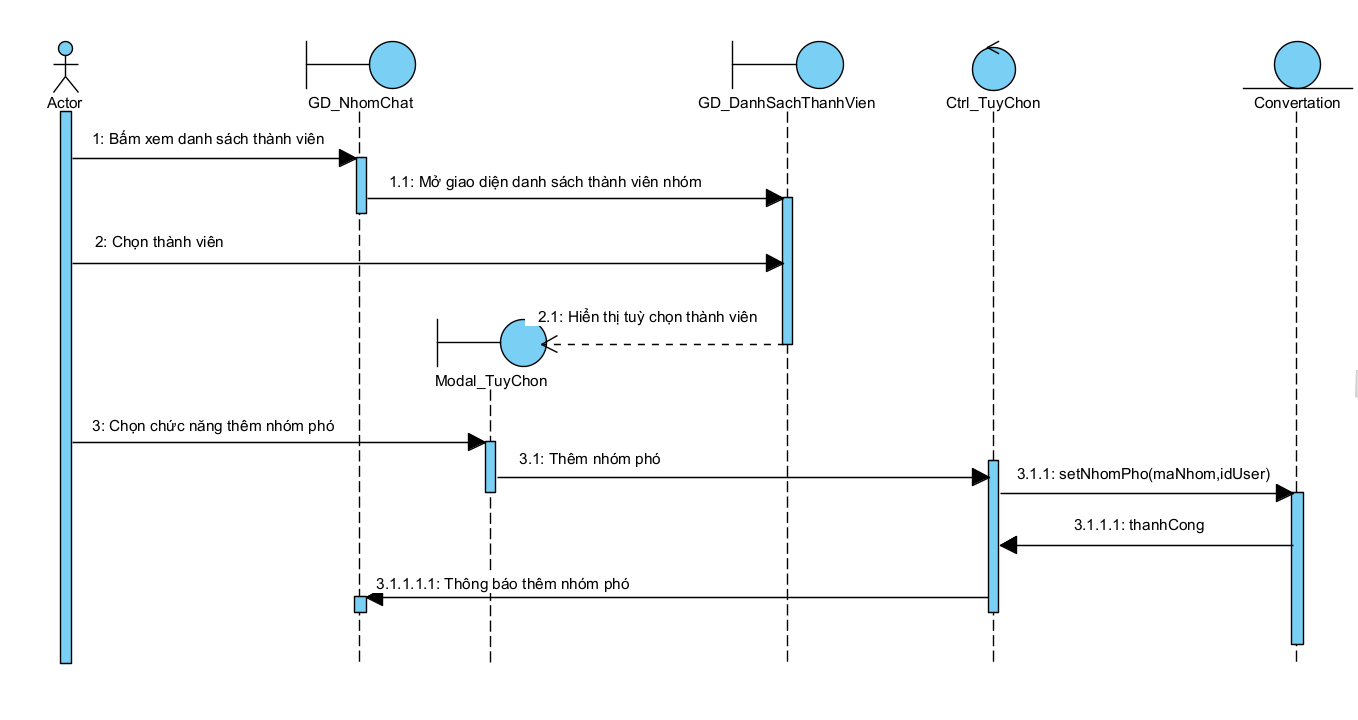 Actor
GD_NhomChat
GD_DanhSachThanhVien
Ctrl_TuyChon
Convertation
1: Bấm xem danh sách thành viên
1.1: Mở giao diện danh sách thành viên nhóm
2: Chọn thành viên
2.1: Hiển thị tuỳ chọn thành viên
Modal_TuyChon
3: Chọn chức năng thêm nhóm phó
3.1: Thêm nhóm phó
3.1.1: setNhomPho(maNhom,idUser)
3.1.1.1: thanhCong
3.1.1.1.1: Thông báo thêm nhóm phó